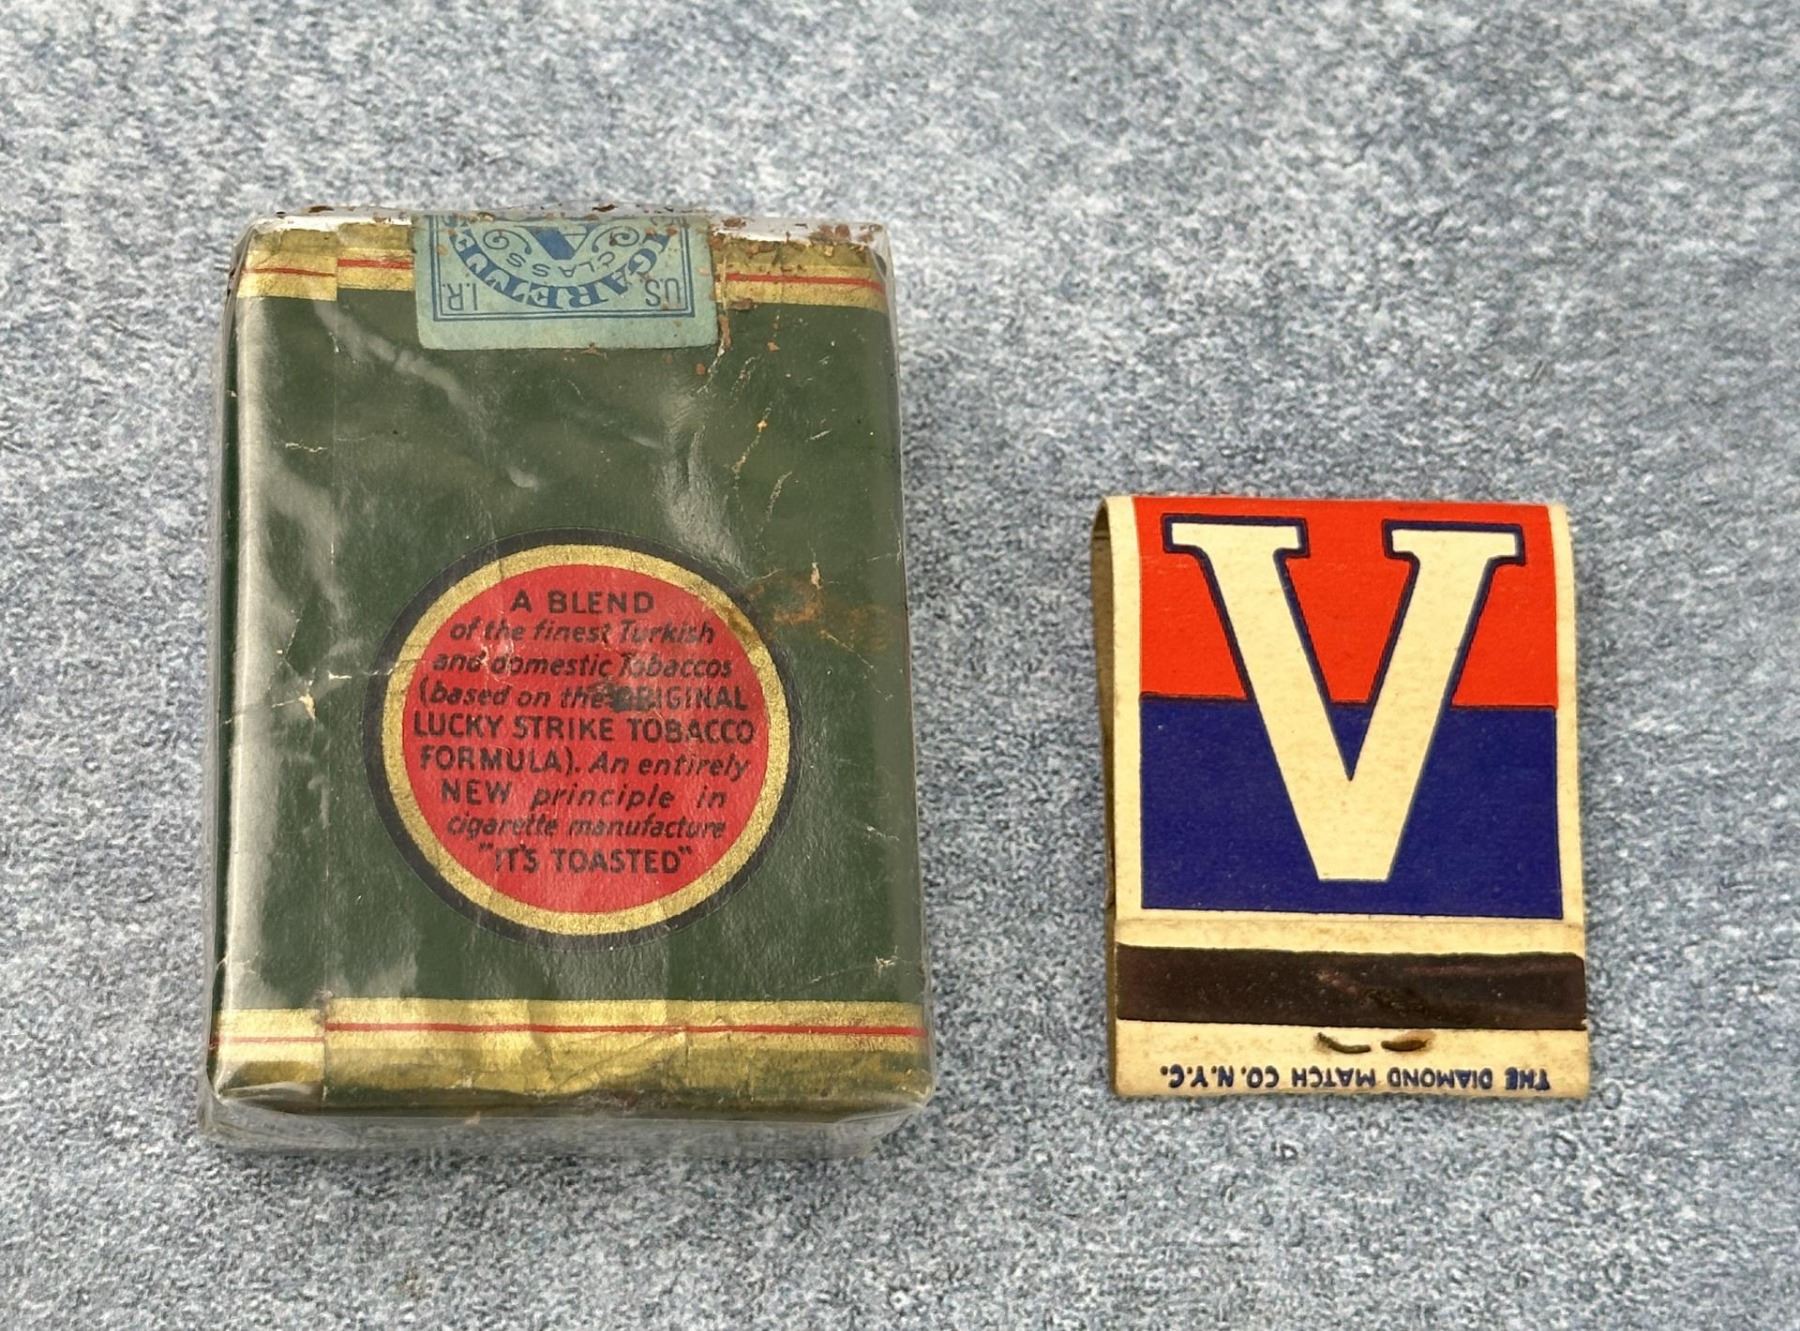 U.S. I.R.
CIGARETTES
CLASS
A
A BLEND
of the finest Turkish
and domestic Tobaccos
(based on the ORIGINAL
LUCKY STRIKE TOBACCO
FORMULA). An entirely
NEW principle in
cigarette manufacture
"IT'S TOASTED"
V
THE DIAMOND MATCH CO. N.Y.C.